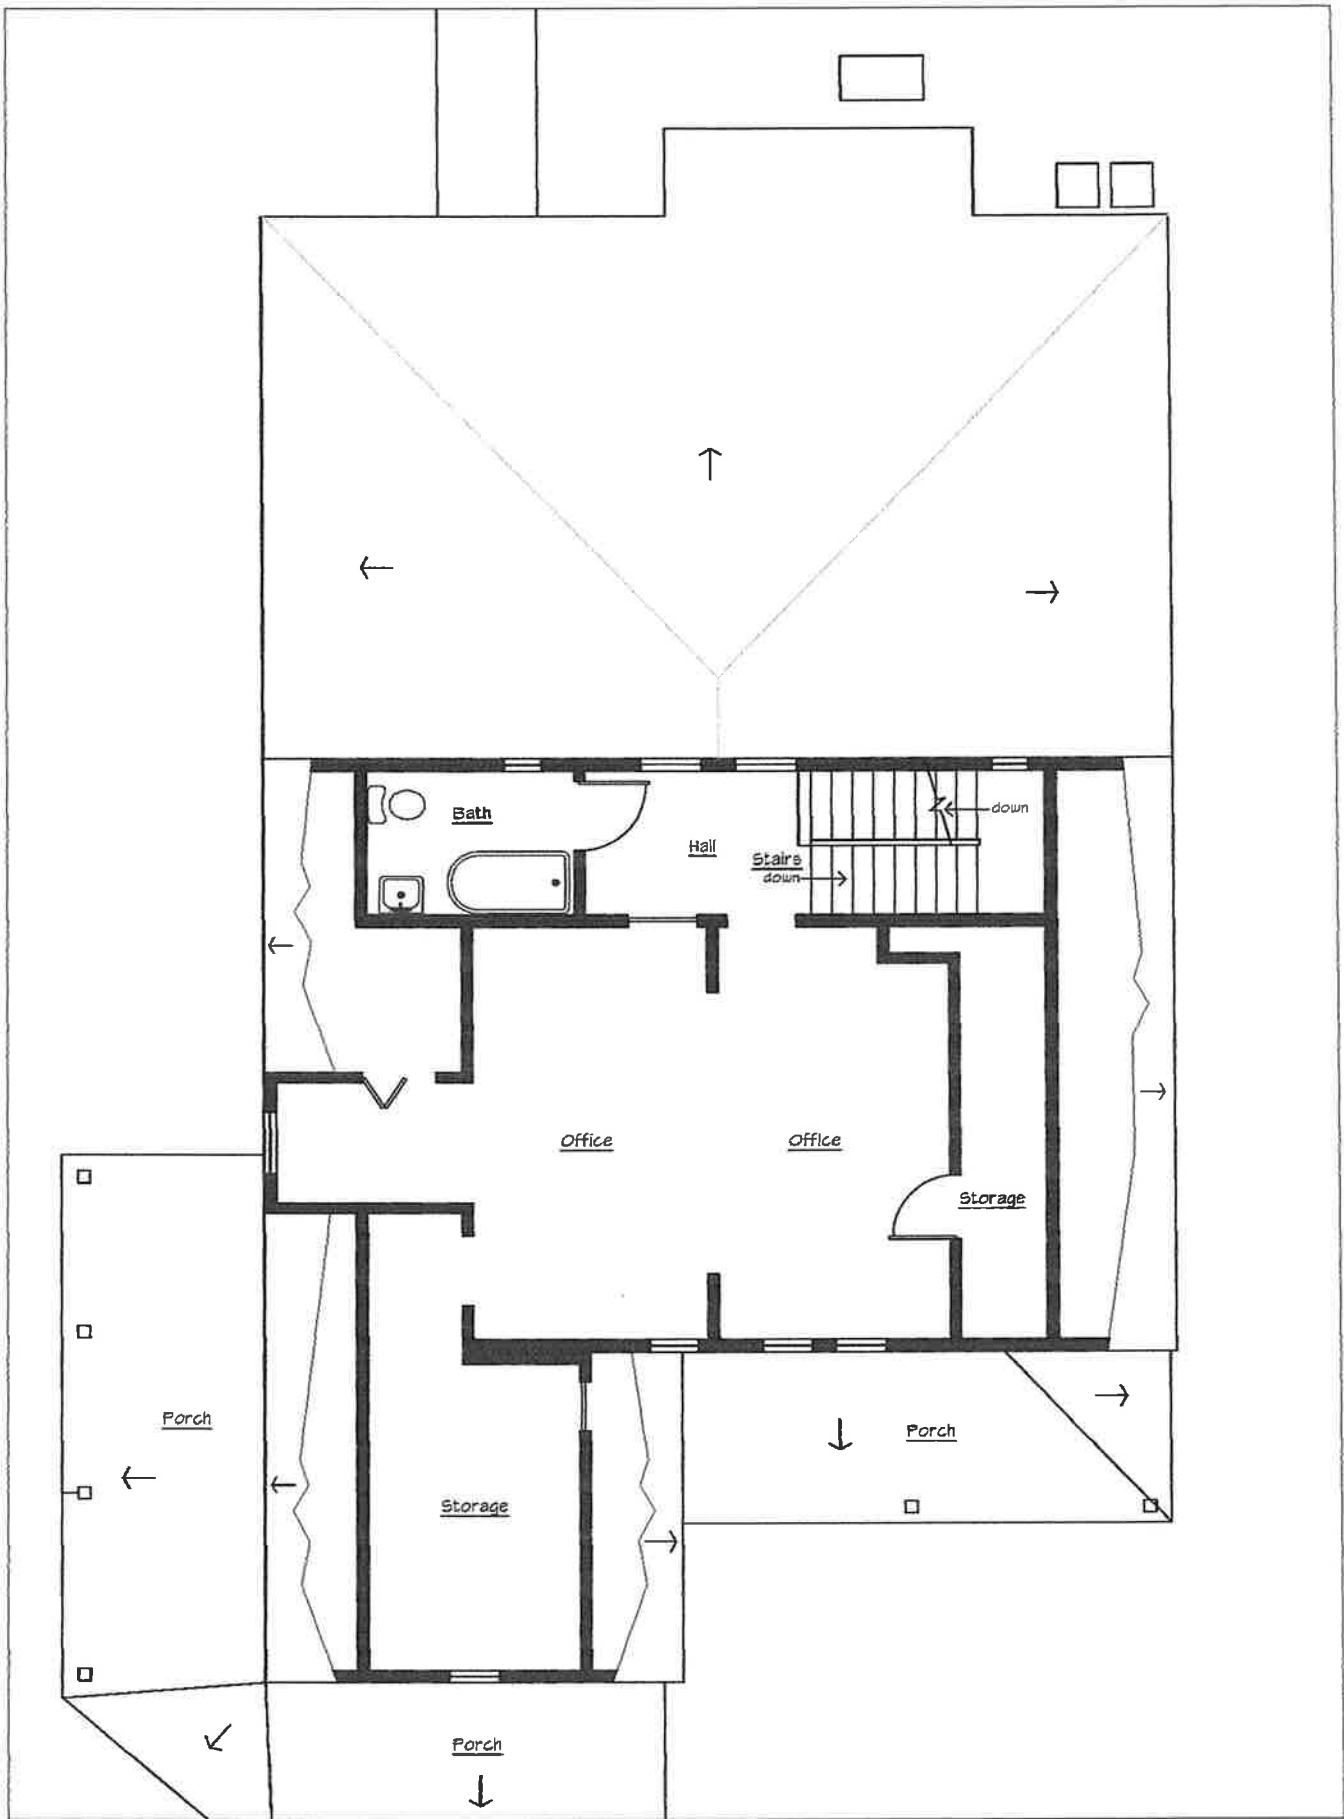 Bath
down
Hall
Stairs
down
Office
Office
Storage
Porch
Porch
Storage
Porch